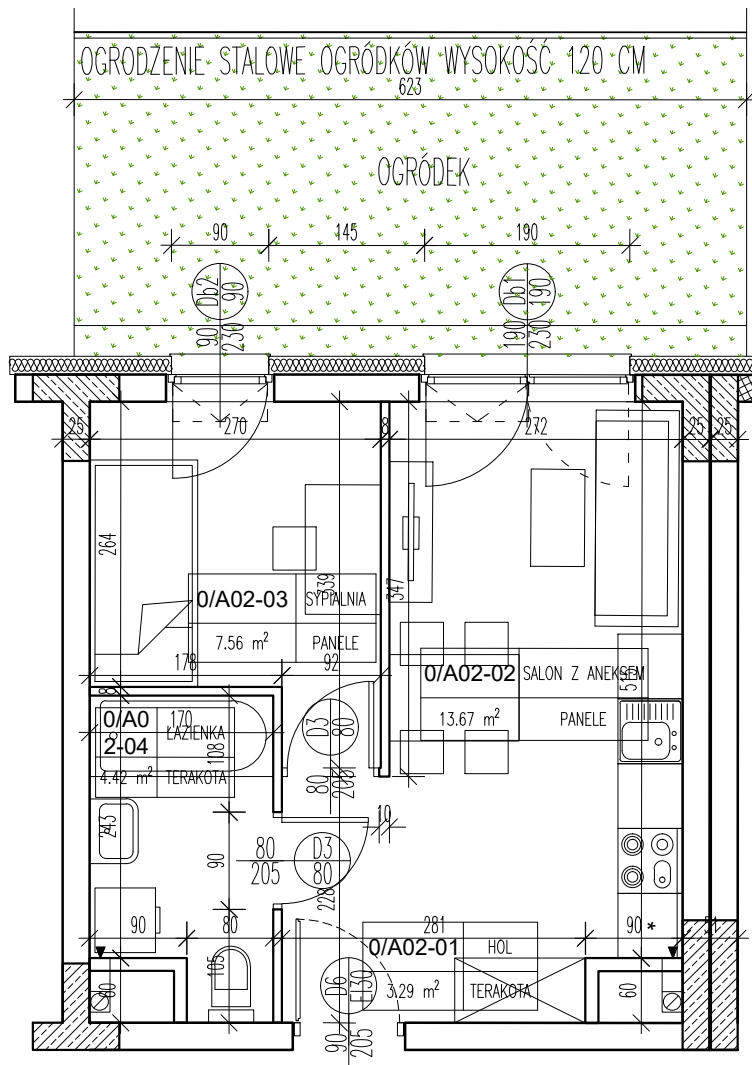 OGRODZENIE STALOWE OGRÓDKÓW WYSOKOŚĆ 120 CM
623
OGRÓDEK
90 145 190
Db2 90
90 230
Db1 190
190 230
25 270 8 272 25 25
264
339
347
0/A02-03 SYPIALNIA
7.56 m² PANELE
178 92
0/A02-02 SALON Z ANEKSEM
13.67 m² PANELE
8
170
0/A0
2-04
ŁAZIENKA
4.42 m² TERAKOTA
108
D3 80
80 205
243
10
80 205
D3 80
90
228
90 80 281 90 *
0/A02-01 HOL
3.29 m² TERAKOTA
105
60
D6 EI30
90 205
60